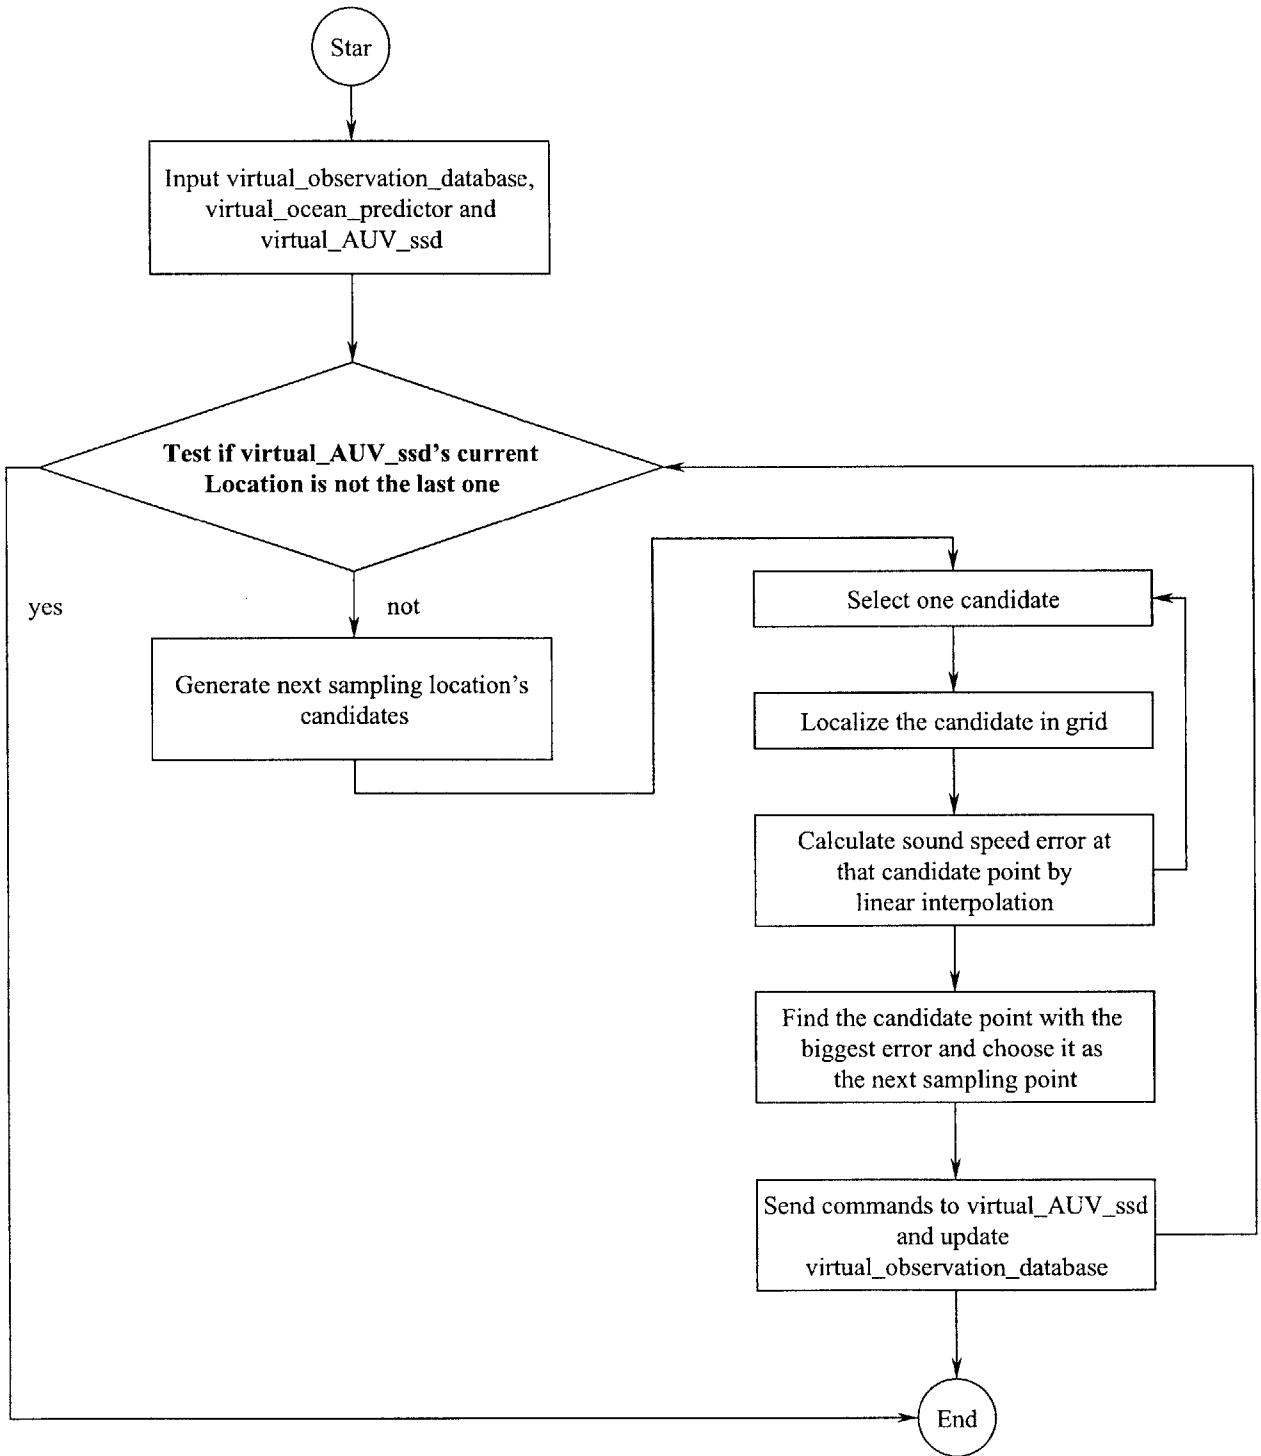 Star
Input virtual_observation_database,
virtual_ocean_predictor and
virtual_AUV_ssd
Test if virtual_AUV_ssd's current
Location is not the last one
yes
not
Generate next sampling location's
candidates
Select one candidate
Localize the candidate in grid
Calculate sound speed error at
that candidate point by
linear interpolation
Find the candidate point with the
biggest error and choose it as
the next sampling point
Send commands to virtual_AUV_ssd
and update
virtual_observation_database
End